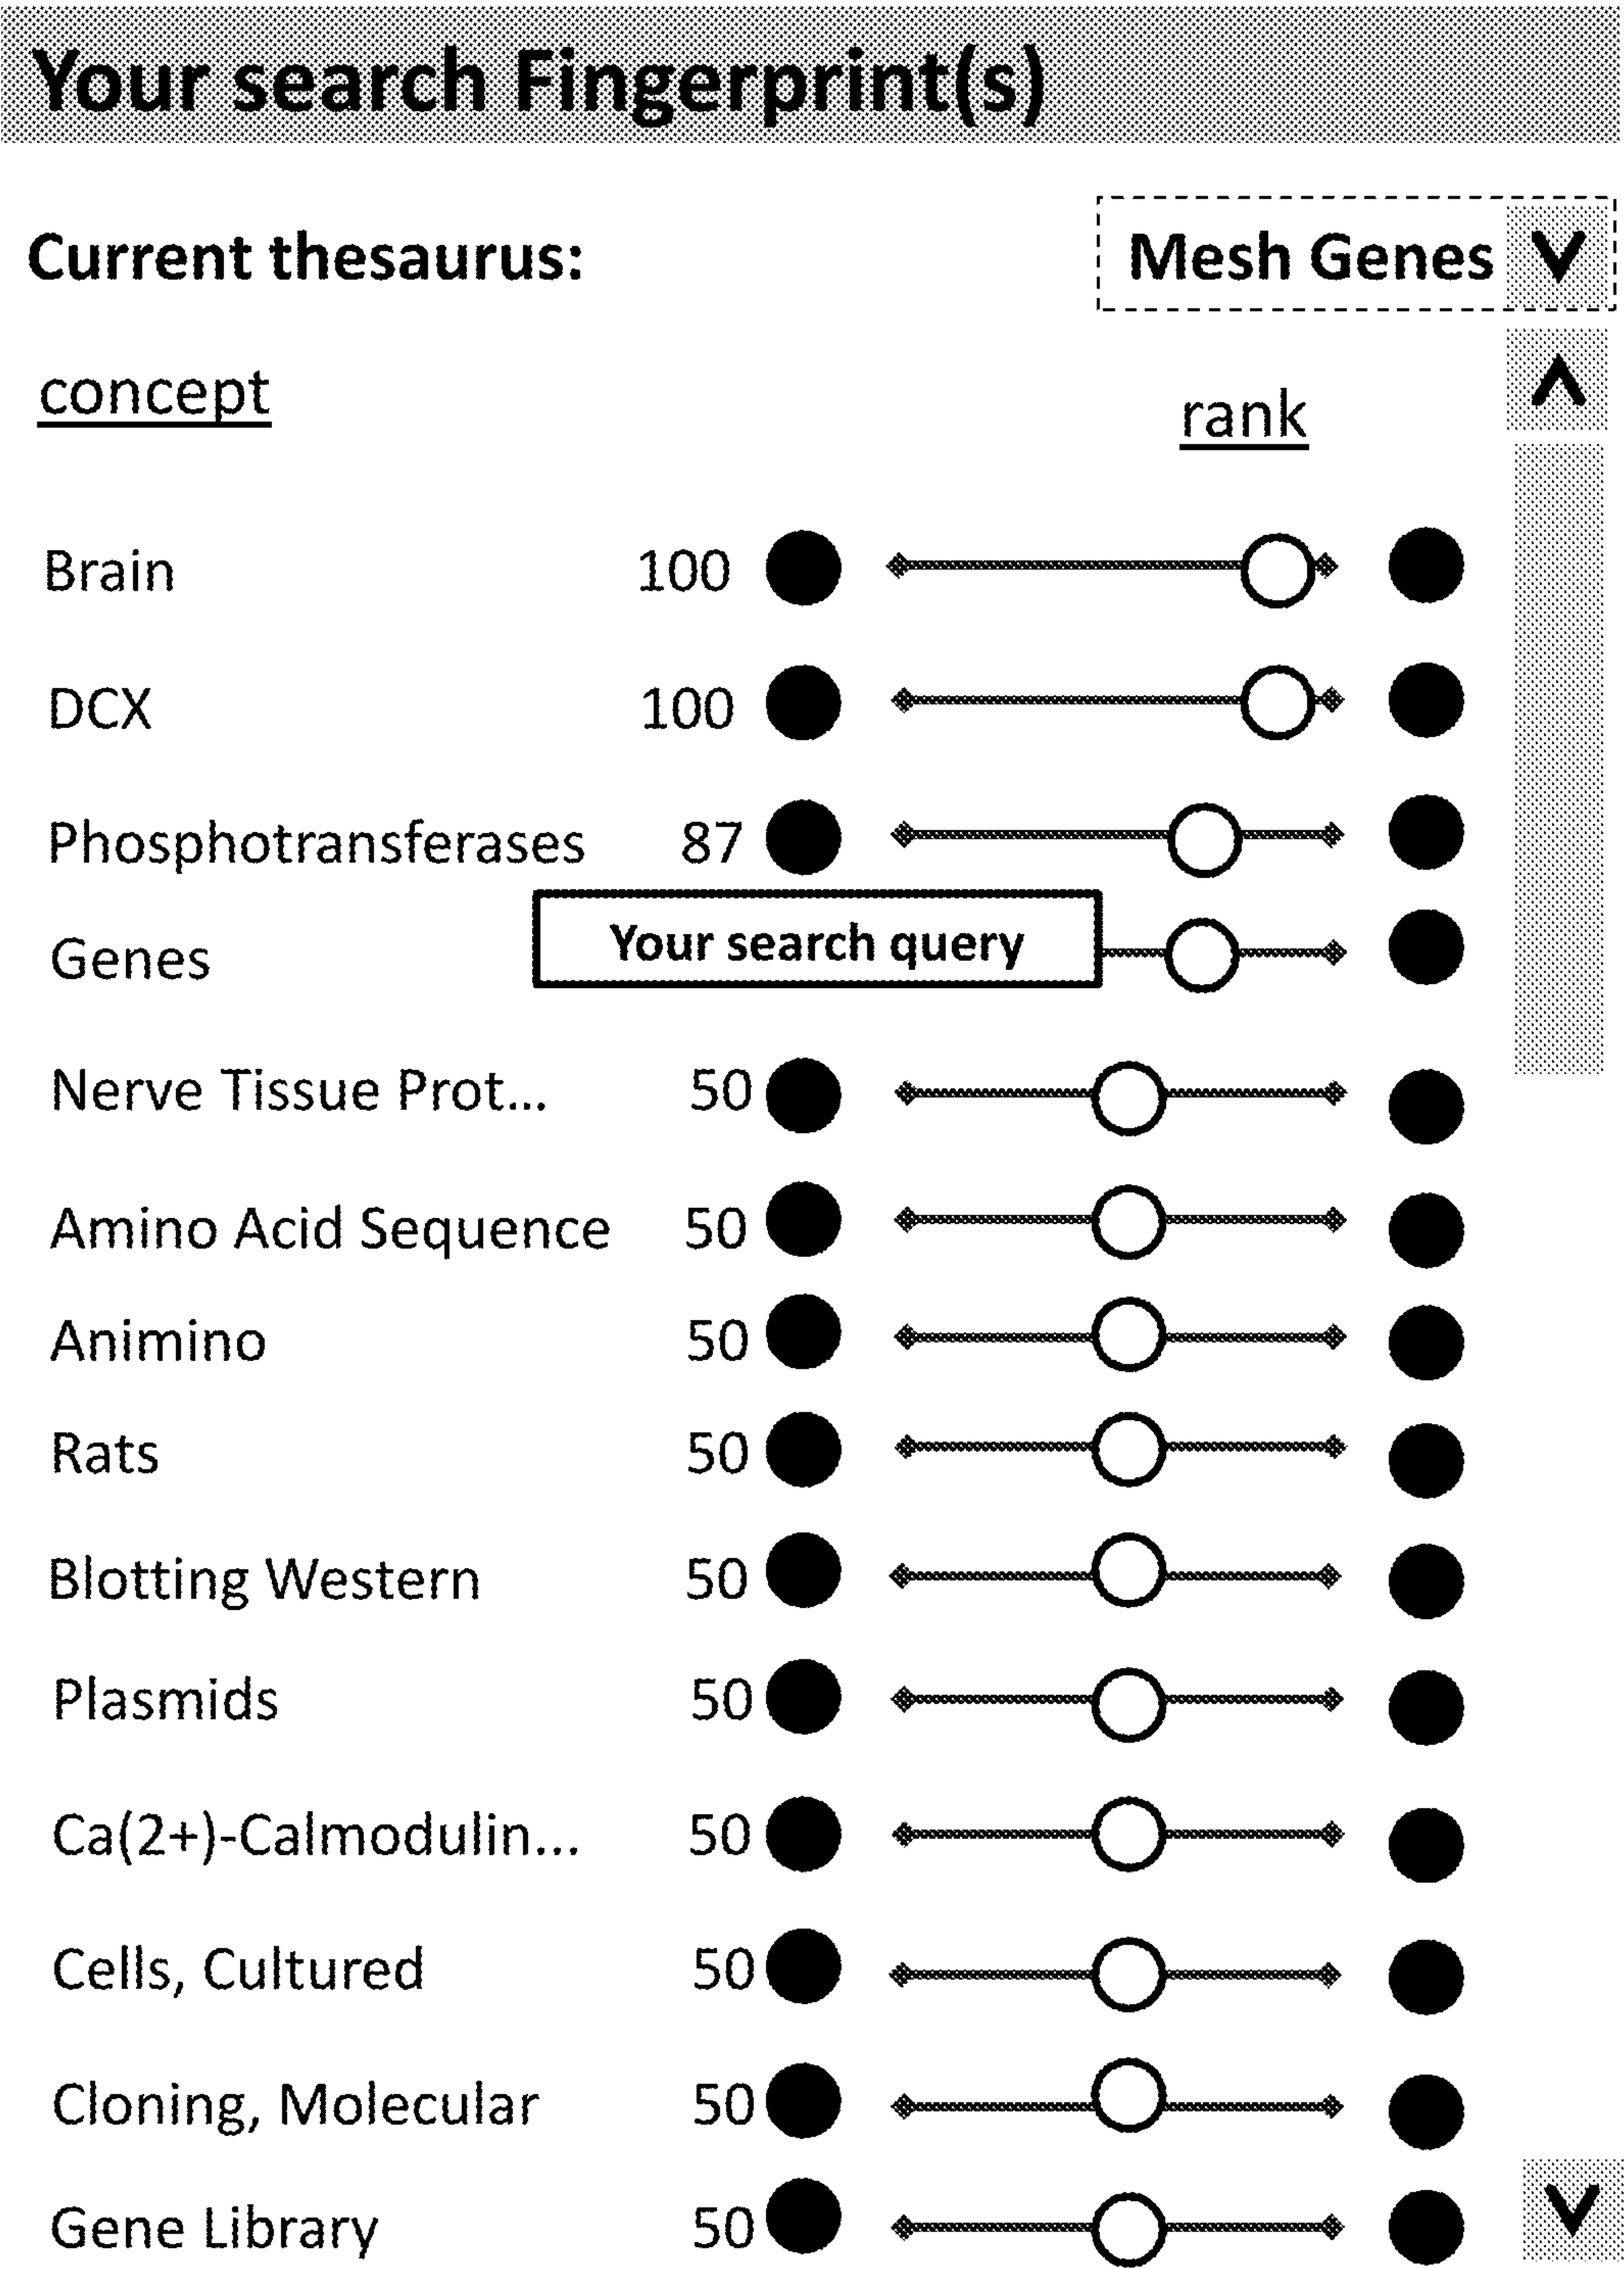 Your search Fingerprint(s)
Current thesaurus: Mesh Genes
concept rank
Brain 100
DCX 100
Phosphotransferases 87
Genes Your search query
Nerve Tissue Prot... 50
Amino Acid Sequence 50
Animino 50
Rats 50
Blotting Western 50
Plasmids 50
Ca(2+)-Calmodulin... 50
Cells, Cultured 50
Cloning, Molecular 50
Gene Library 50